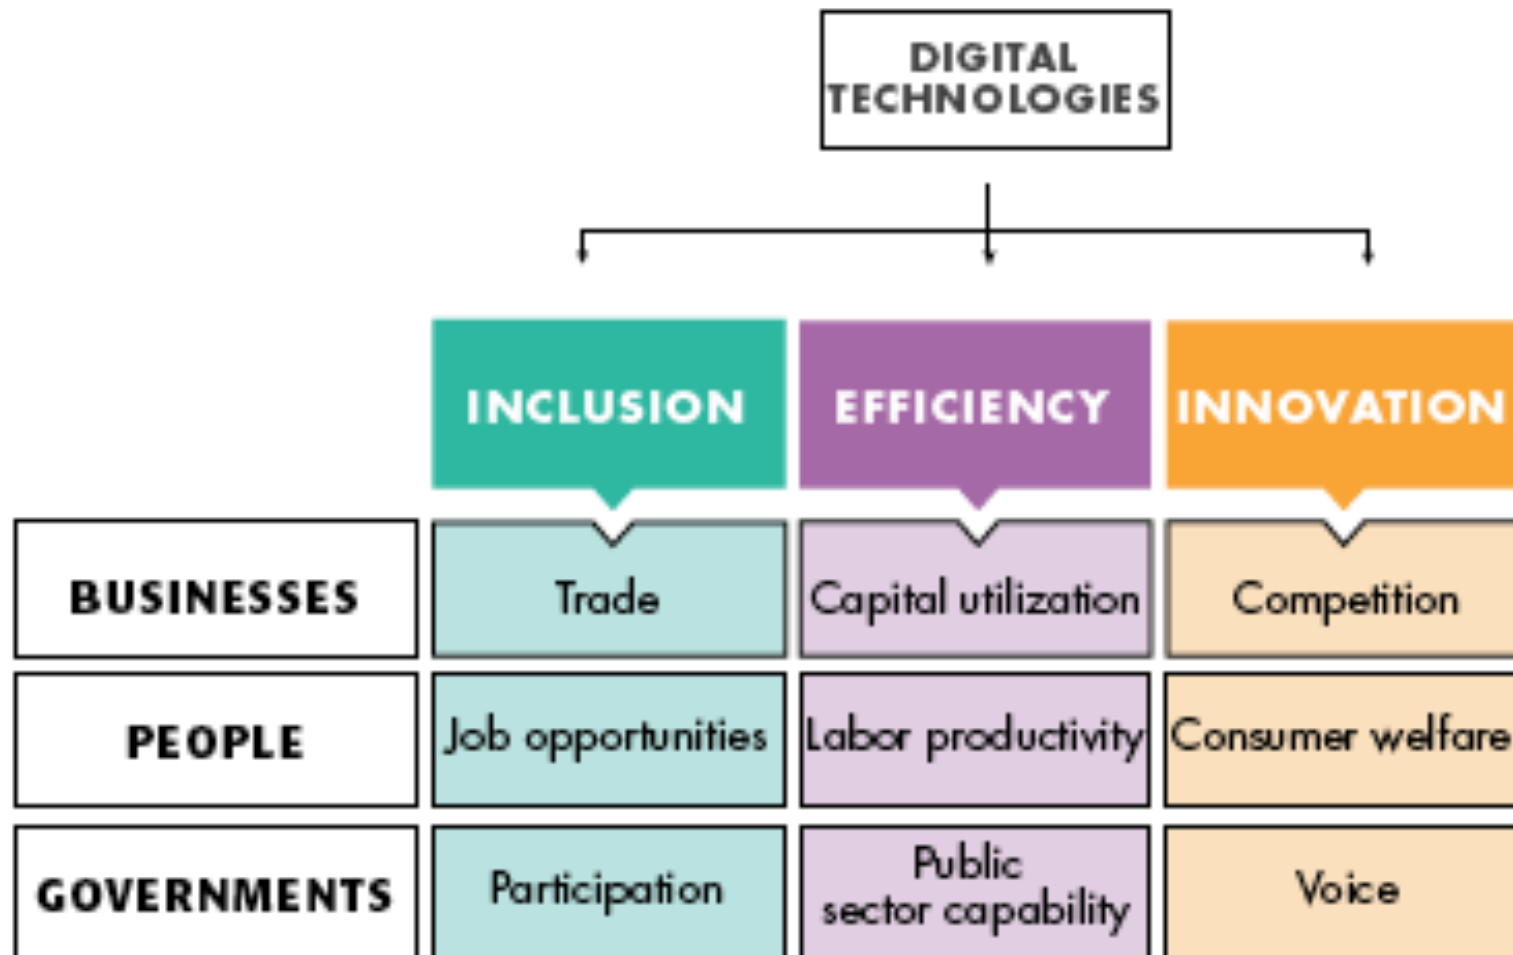 DIGITAL
TECHNOLOGIES
INCLUSION
EFFICIENCY
INNOVATION
BUSINESSES
Trade
Capital utilization
Competition
PEOPLE
Job opportunities
Labor productivity
Consumer welfare
GOVERNMENTS
Participation
Public
sector capability
Voice